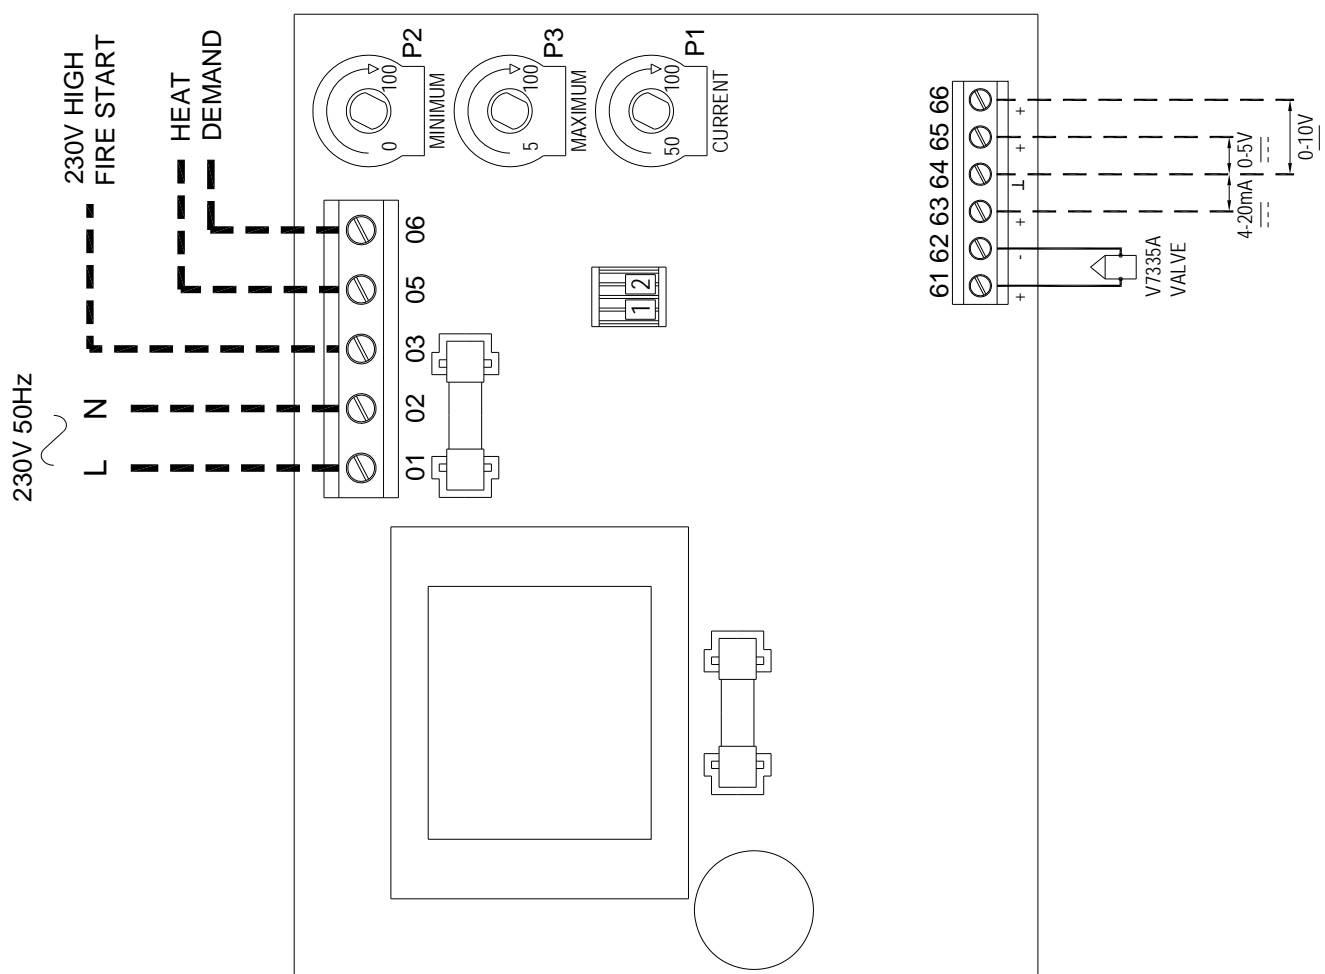 230V 50Hz
L
N
230V HIGH
FIRE START
HEAT
DEMAND
01
02
03
05
06
P2
0
100
MINIMUM
P3
5
100
MAXIMUM
P1
50
100
CURRENT
1
2
61
62
63
64
65
66
+
-
+
⊥
+
+
V7335A
VALVE
4-20mA
0-5V
0-10V